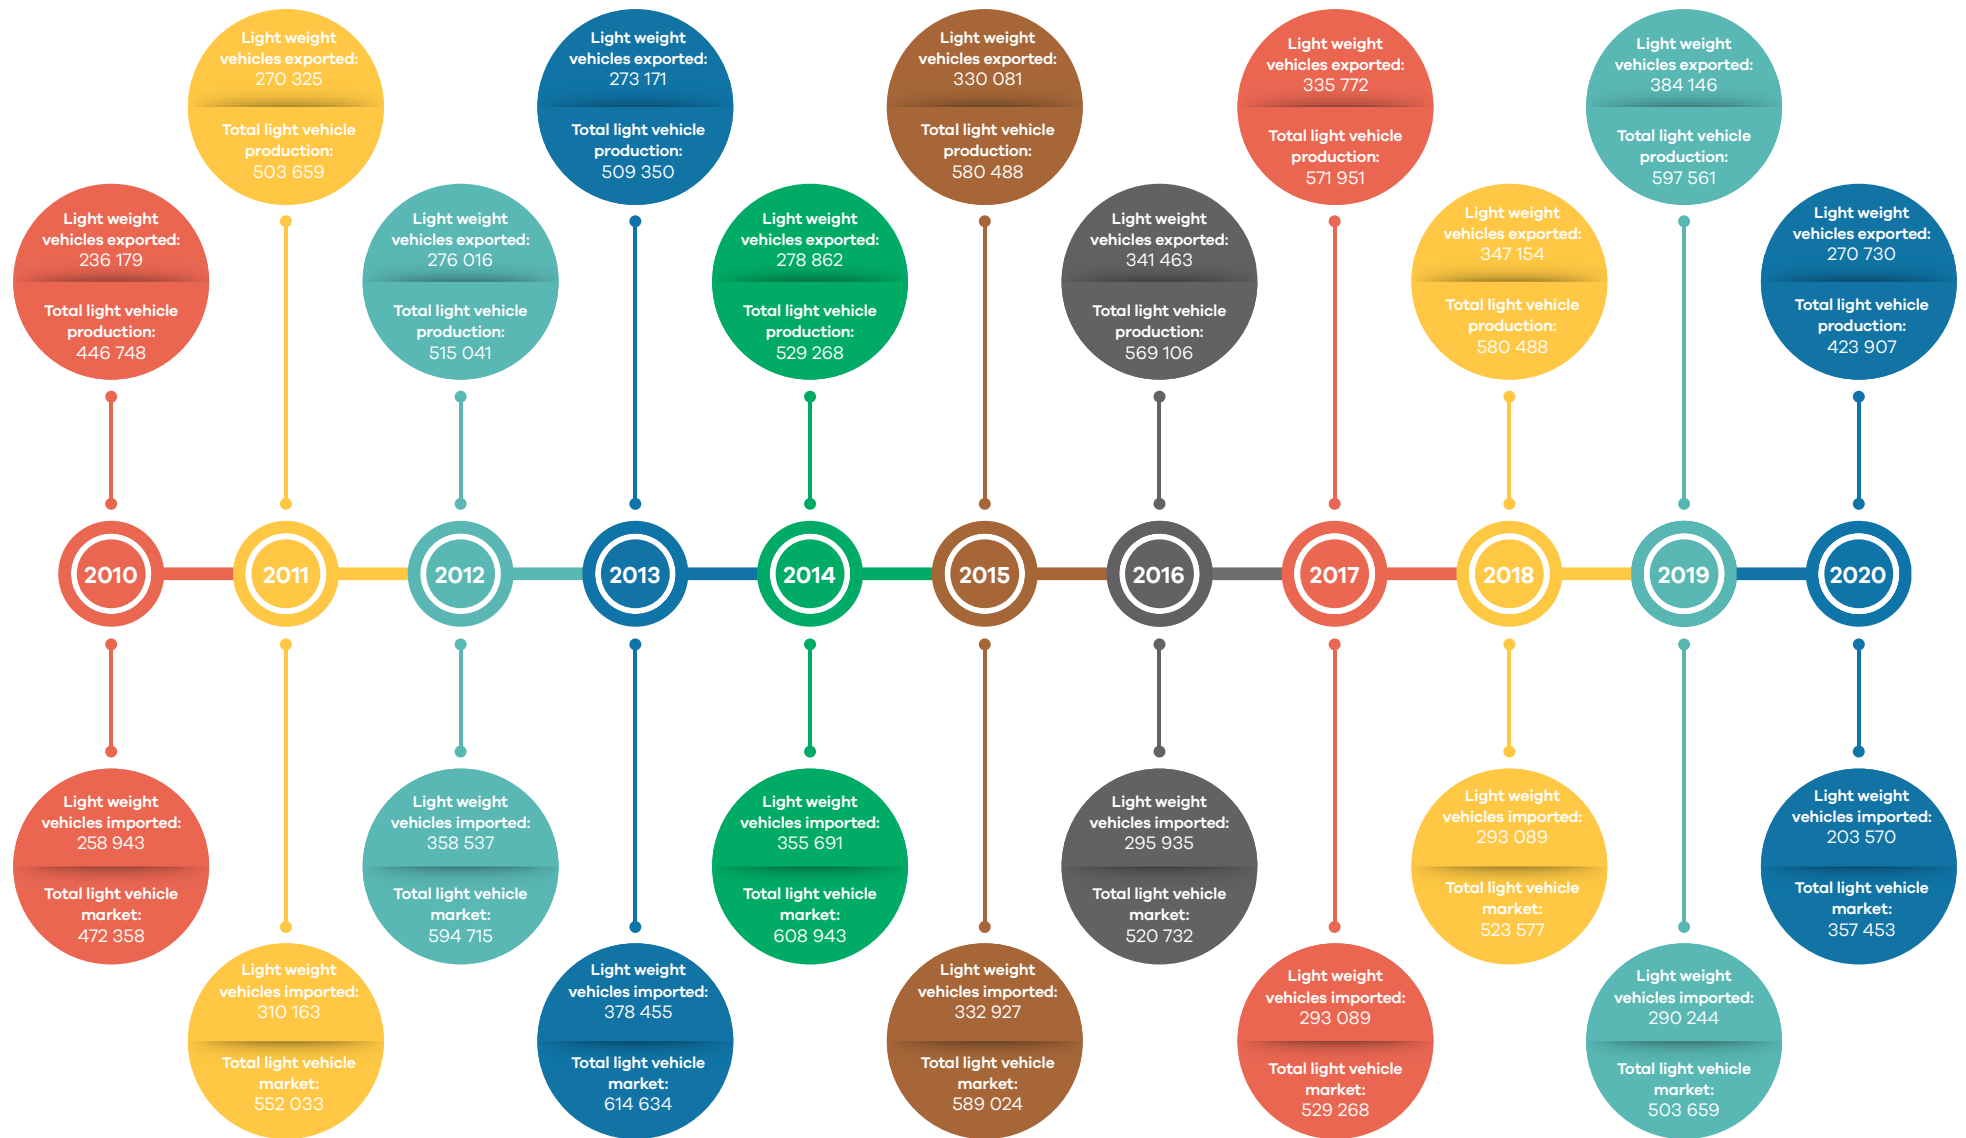 Light weight
vehicles exported:
270 325
Total light vehicle
production:
503 659
Light weight
vehicles exported:
273 171
Total light vehicle
production:
509 350
Light weight
vehicles exported:
330 081
Total light vehicle
production:
580 488
Light weight
vehicles exported:
335 772
Total light vehicle
production:
571 951
Light weight
vehicles exported:
384 146
Total light vehicle
production:
597 561
Light weight
vehicles exported:
236 179
Total light vehicle
production:
446 748
Light weight
vehicles exported:
276 016
Total light vehicle
production:
515 041
Light weight
vehicles exported:
278 862
Total light vehicle
production:
529 268
Light weight
vehicles exported:
341 463
Total light vehicle
production:
569 106
Light weight
vehicles exported:
347 154
Total light vehicle
production:
580 488
Light weight
vehicles exported:
270 730
Total light vehicle
production:
423 907
2010
2011
2012
2013
2014
2015
2016
2017
2018
2019
2020
Light weight
vehicles imported:
258 943
Total light vehicle
market:
472 358
Light weight
vehicles imported:
358 537
Total light vehicle
market:
594 715
Light weight
vehicles imported:
355 691
Total light vehicle
market:
608 943
Light weight
vehicles imported:
295 935
Total light vehicle
market:
520 732
Light weight
vehicles imported:
293 089
Total light vehicle
market:
523 577
Light weight
vehicles imported:
203 570
Total light vehicle
market:
357 453
Light weight
vehicles imported:
310 163
Total light vehicle
market:
552 033
Light weight
vehicles imported:
378 455
Total light vehicle
market:
614 634
Light weight
vehicles imported:
332 927
Total light vehicle
market:
589 024
Light weight
vehicles imported:
293 089
Total light vehicle
market:
529 268
Light weight
vehicles imported:
290 244
Total light vehicle
market:
503 659